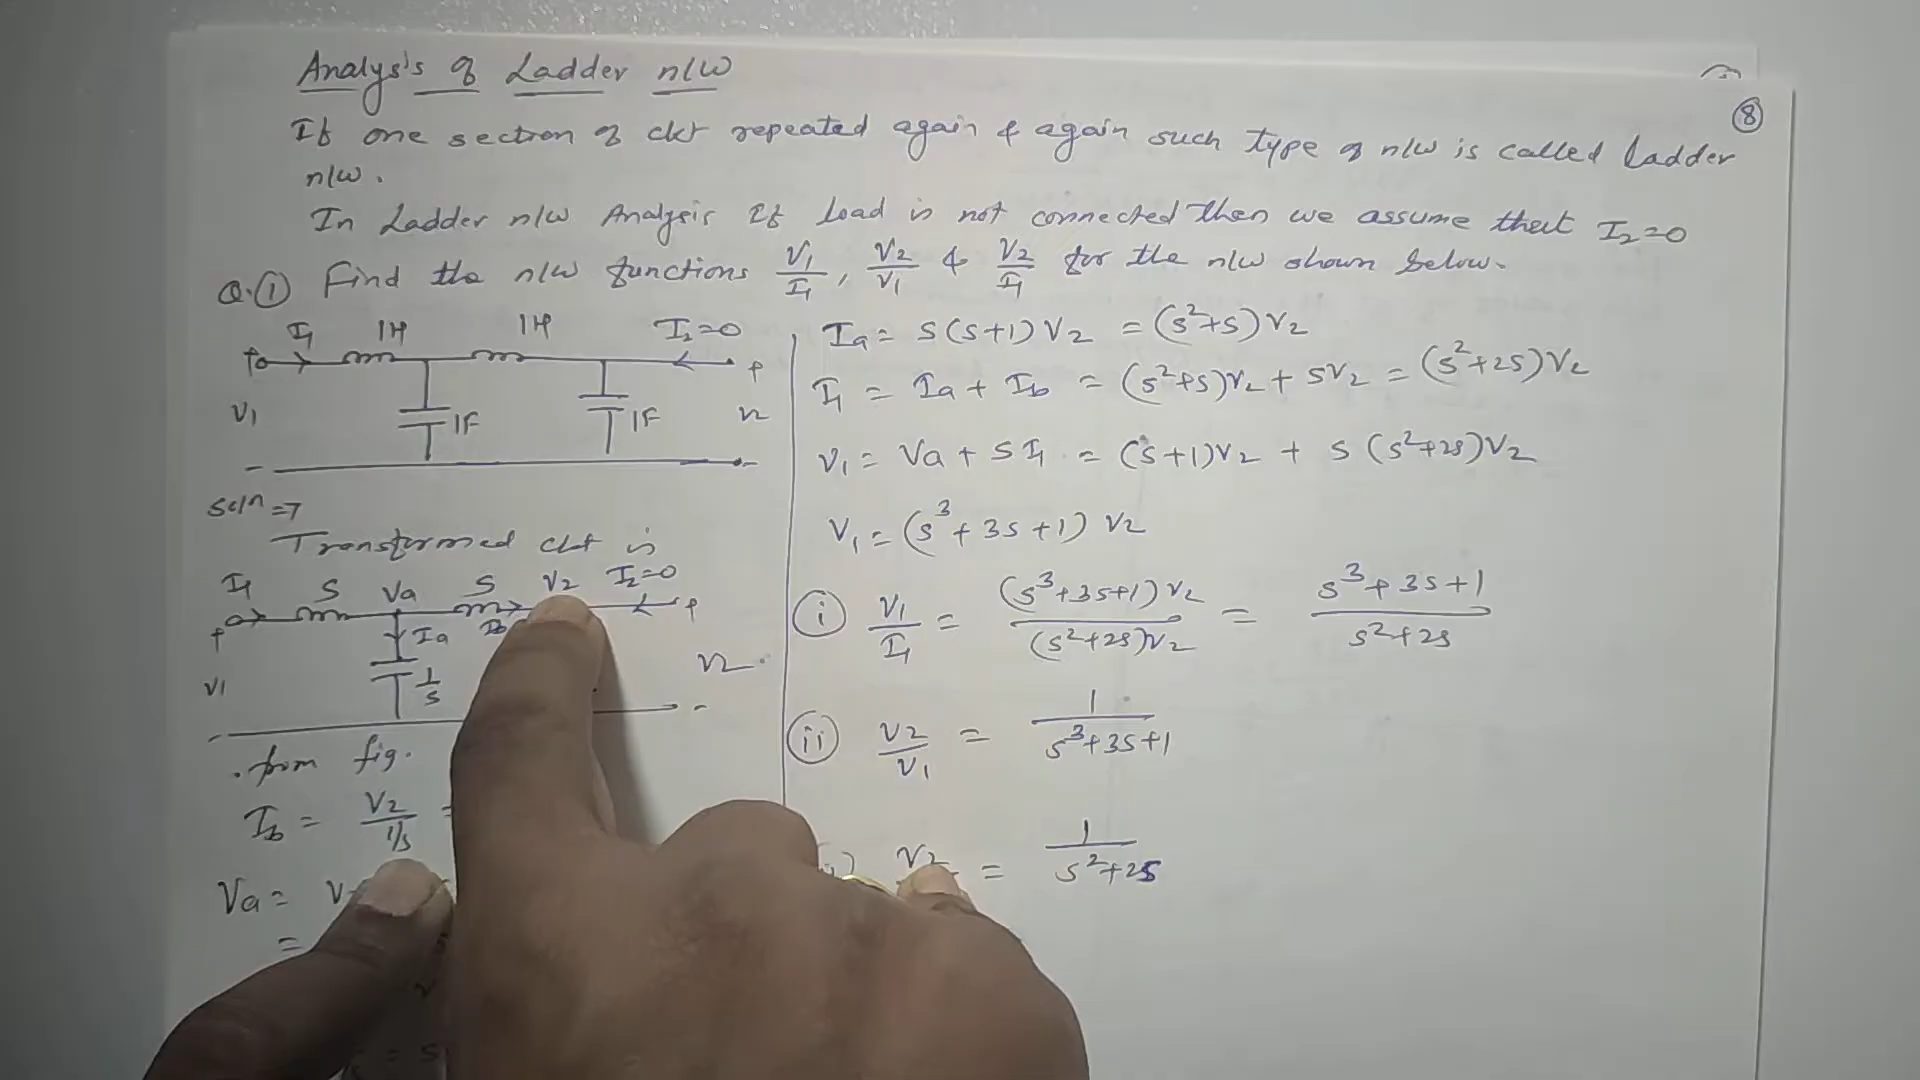 Analysis of Ladder n/w
⑧
If one section of ckt repeated again & again such type of n/w is called Ladder
n/w.
In Ladder n/w Analysis If Load is not connected then we assume that I₂=0
Q.① Find the n/w functions V₁/I₁, V₂/V₁ & V₂/I₁ for the n/w shown below.
I₁ 1H 1H I₂=0
+ +
V₁ 1F 1F V₂
- -
Soln =>
Transformed ckt is
I₁ S Va S V₂ I₂=0
+ Ia Ib +
V₁ 1/s V₂
- -
from fig.
Ib = V₂/1/s =
Va =
=
= s
Ia = s(s+1)V₂ = (s²+s)V₂
I₁ = Ia + Ib = (s²+s)V₂ + sV₂ = (s²+2s)V₂
V₁ = Va + sI₁ = (s+1)V₂ + s(s²+2s)V₂
V₁ = (s³+3s+1)V₂
(i) V₁/I₁ = (s³+3s+1)V₂/(s²+2s)V₂ = s³+3s+1/s²+2s
(ii) V₂/V₁ = 1/s³+3s+1
V₂ = 1/s²+2s